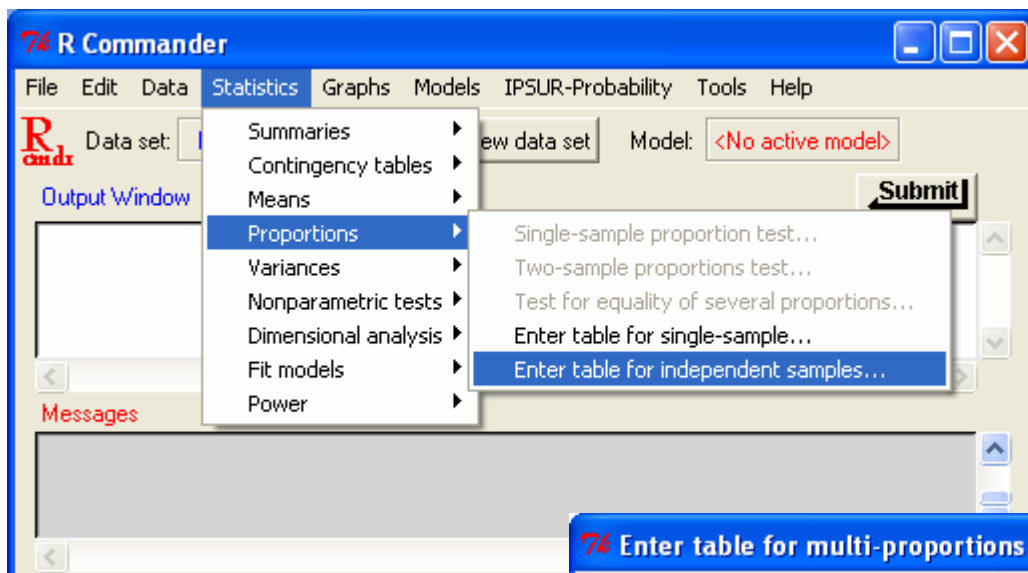 R Commander
File Edit Data Statistics Graphs Models IPSUR-Probability Tools Help
R cmdr Data set: ew data set Model: <No active model>
Output Window
Submit
Summaries
Contingency tables
Means
Proportions
Variances
Nonparametric tests
Dimensional analysis
Fit models
Power
Single-sample proportion test...
Two-sample proportions test...
Test for equality of several proportions...
Enter table for single-sample...
Enter table for independent samples...
Messages
Enter table for multi-proportions